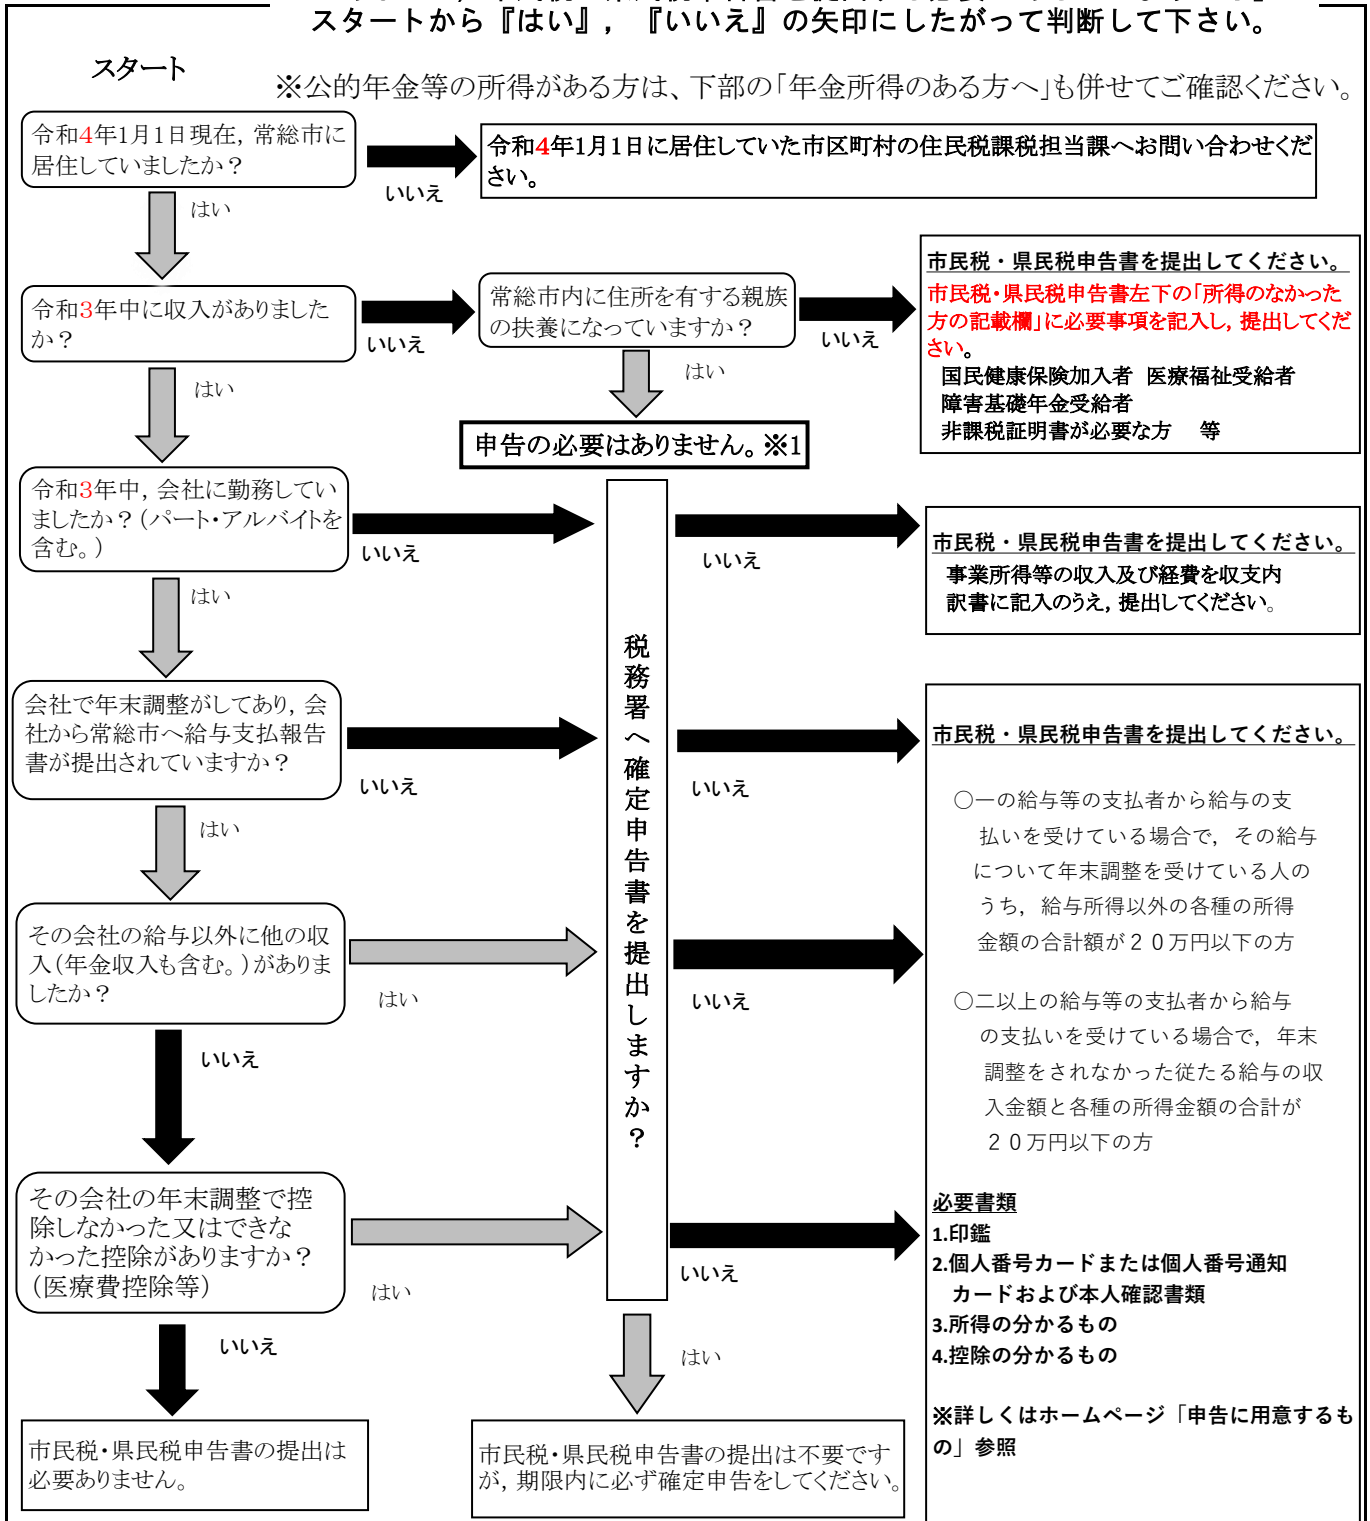 スタートから『はい』，『いいえ』の矢印にしたがって判断して下さい。
スタート
※公的年金等の所得がある方は、下部の「年金所得のある方へ」も併せてご確認ください。
令和4年1月1日現在，常総市に
居住していましたか？
いいえ
令和4年1月1日に居住していた市区町村の住民税課税担当課へお問い合わせくだ
さい。
はい
令和3年中に収入がありました
か？
いいえ
常総市内に住所を有する親族
の扶養になっていますか？
いいえ
市民税・県民税申告書を提出してください。
市民税・県民税申告書左下の「所得のなかった
方の記載欄」に必要事項を記入し，提出してくだ
さい。
国民健康保険加入者　医療福祉受給者
障害基礎年金受給者
非課税証明書が必要な方　等
はい
はい
申告の必要はありません。※1
令和3年中，会社に勤務してい
ましたか？（パート・アルバイトを
含む。）
いいえ
いいえ
市民税・県民税申告書を提出してください。
事業所得等の収入及び経費を収支内
訳書に記入のうえ，提出してください。
はい
税務署へ確定申告書を提出しますか？
会社で年末調整がしてあり，会
社から常総市へ給与支払報告
書が提出されていますか？
いいえ
いいえ
市民税・県民税申告書を提出してください。
○一の給与等の支払者から給与の支
払いを受けている場合で，その給与
について年末調整を受けている人の
うち，給与所得以外の各種の所得
金額の合計額が２０万円以下の方
○二以上の給与等の支払者から給与
の支払いを受けている場合で，年末
調整をされなかった従たる給与の収
入金額と各種の所得金額の合計が
２０万円以下の方
必要書類
1.印鑑
2.個人番号カードまたは個人番号通知
カードおよび本人確認書類
3.所得の分かるもの
4.控除の分かるもの
※詳しくはホームページ「申告に用意するも
の」参照
はい
その会社の給与以外に他の収
入（年金収入も含む。）がありま
したか？
はい
いいえ
いいえ
その会社の年末調整で控
除しなかった又はできな
かった控除がありますか？
（医療費控除等）
はい
いいえ
いいえ
はい
市民税・県民税申告書の提出は
必要ありません。
市民税・県民税申告書の提出は不要です
が，期限内に必ず確定申告をしてください。